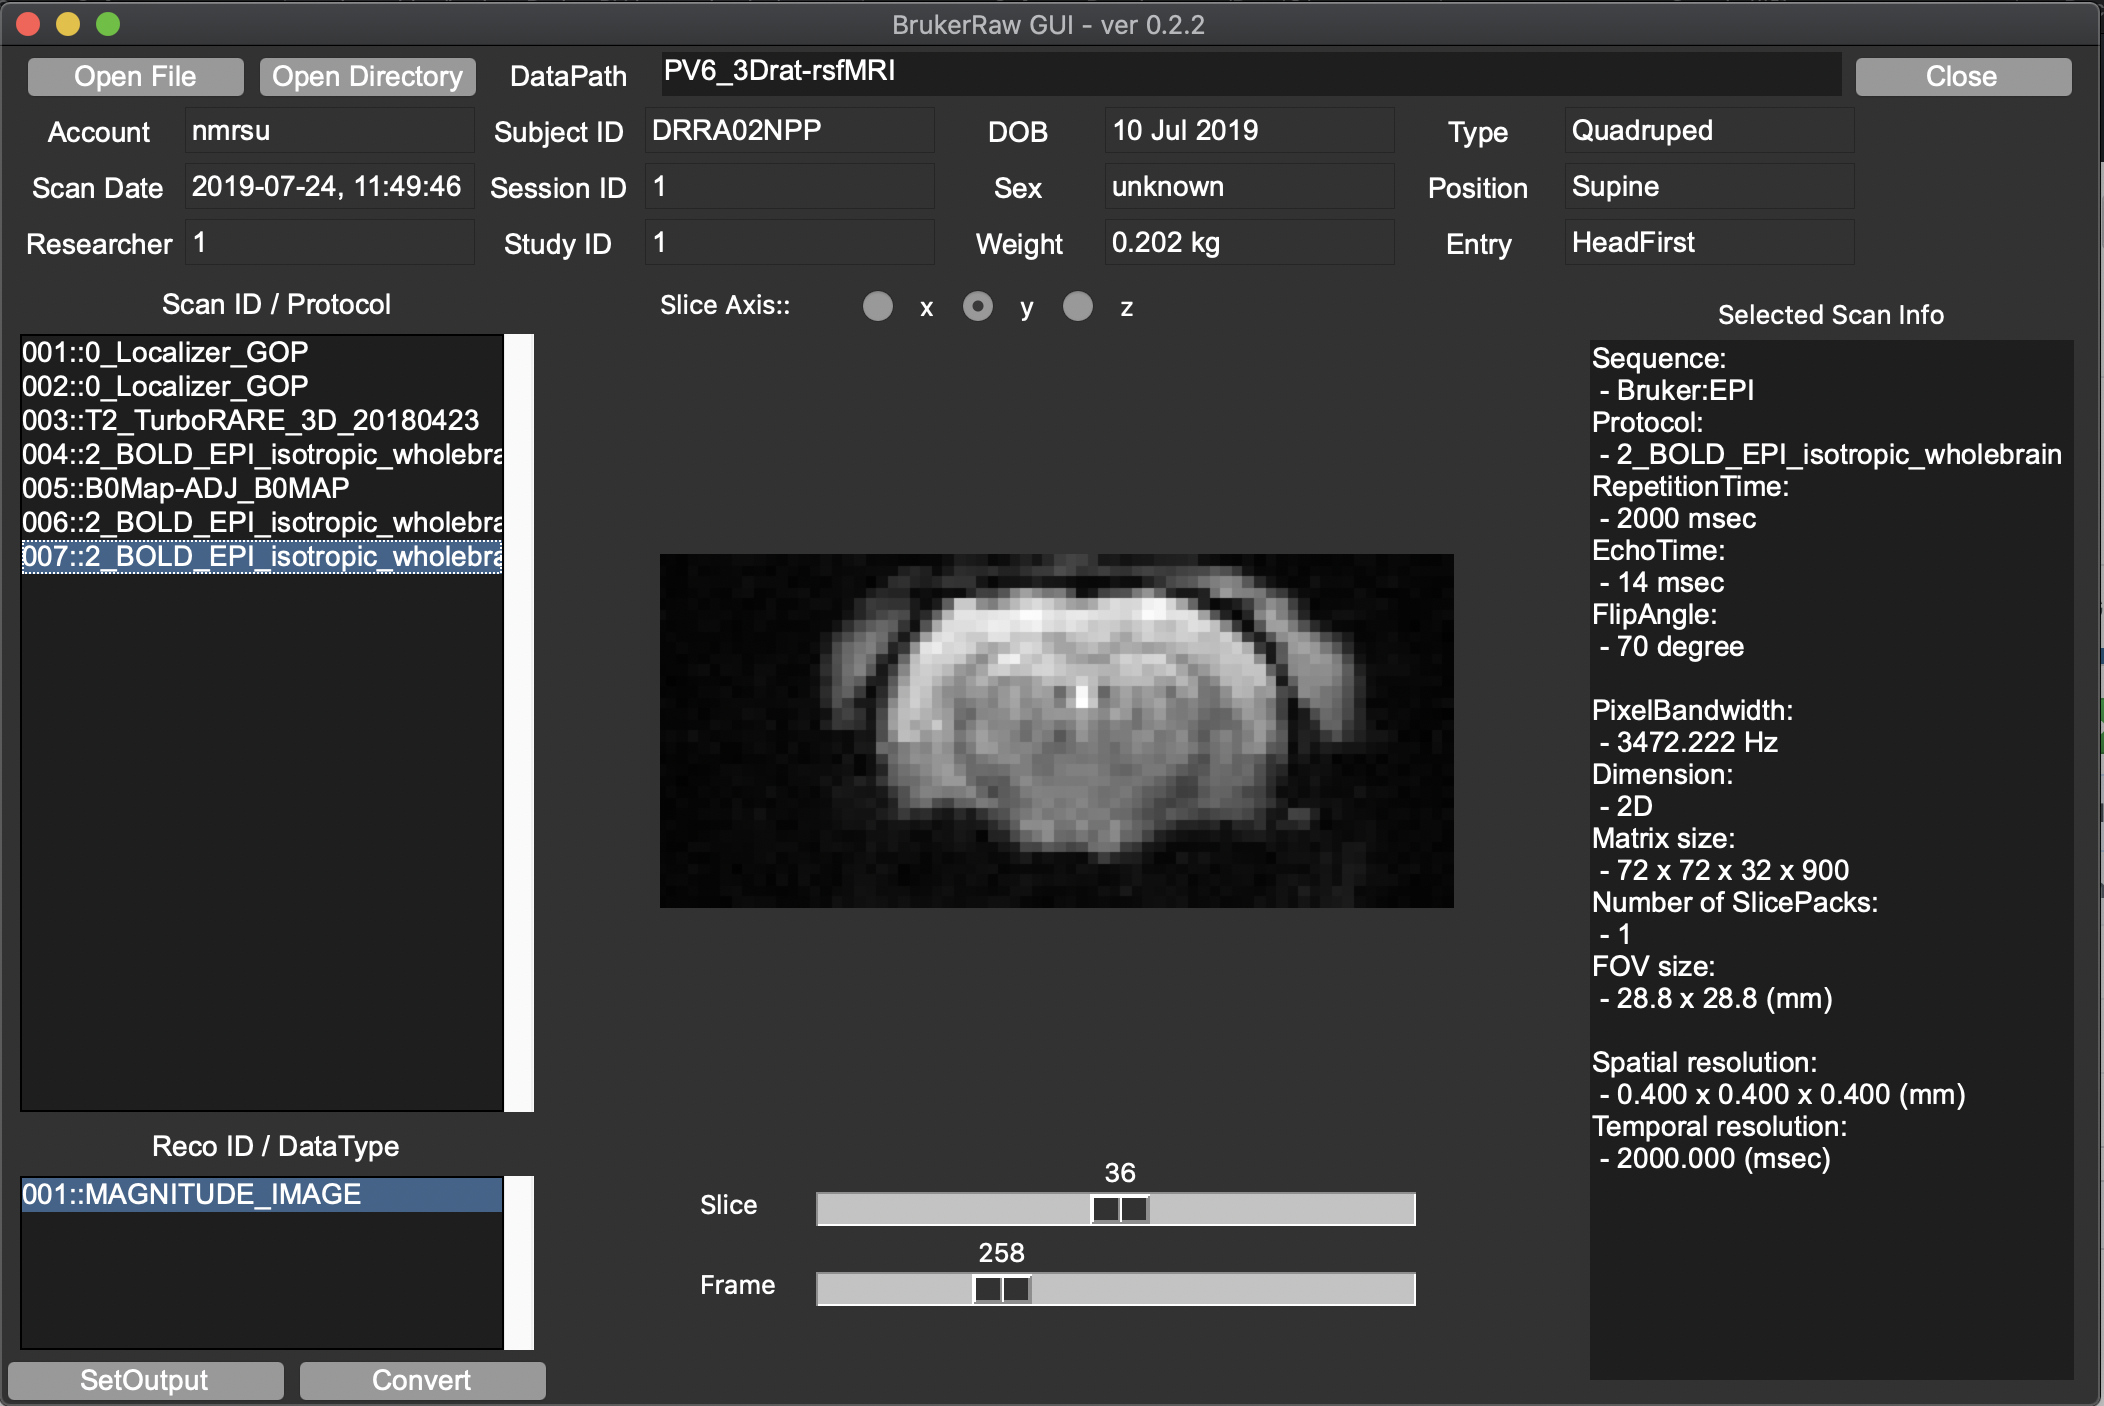 BrukerRaw GUI - ver 0.2.2
Open File Open Directory DataPath PV6_3Drat-rsfMRI Close
Account nmrsu Subject ID DRRA02NPP DOB 10 Jul 2019 Type Quadruped
Scan Date 2019-07-24, 11:49:46 Session ID 1 Sex unknown Position Supine
Researcher 1 Study ID 1 Weight 0.202 kg Entry HeadFirst
Scan ID / Protocol
001::0_Localizer_GOP
002::0_Localizer_GOP
003::T2_TurboRARE_3D_20180423
004::2_BOLD_EPI_isotropic_wholebra
005::B0Map-ADJ_B0MAP
006::2_BOLD_EPI_isotropic_wholebra
007::2_BOLD_EPI_isotropic_wholebra
Reco ID / DataType
001::MAGNITUDE_IMAGE
SetOutput Convert
Slice Axis:: x y z
36
Slice
258
Frame
Selected Scan Info
Sequence:
- Bruker:EPI
Protocol:
- 2_BOLD_EPI_isotropic_wholebrain
RepetitionTime:
- 2000 msec
EchoTime:
- 14 msec
FlipAngle:
- 70 degree
PixelBandwidth:
- 3472.222 Hz
Dimension:
- 2D
Matrix size:
- 72 x 72 x 32 x 900
Number of SlicePacks:
- 1
FOV size:
- 28.8 x 28.8 (mm)
Spatial resolution:
- 0.400 x 0.400 x 0.400 (mm)
Temporal resolution:
- 2000.000 (msec)